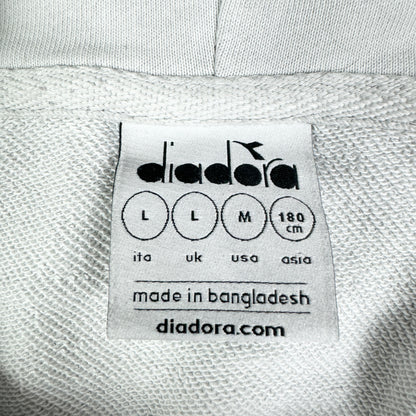 diadora
L L M 180 cm
ita uk usa asia
made in bangladesh
diadora.com